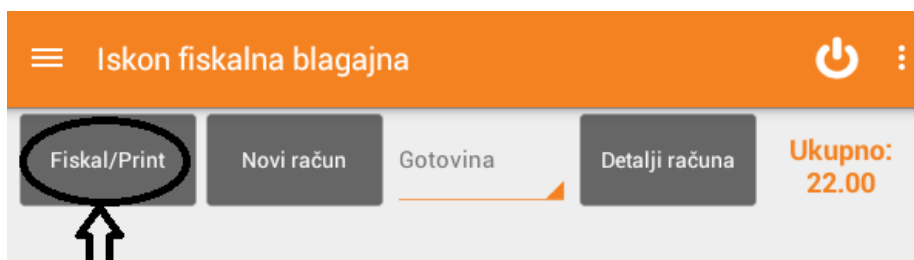 Iskon fiskalna blagajna
Fiskal/Print
Novi račun
Gotovina
Detalji računa
Ukupno:
22.00